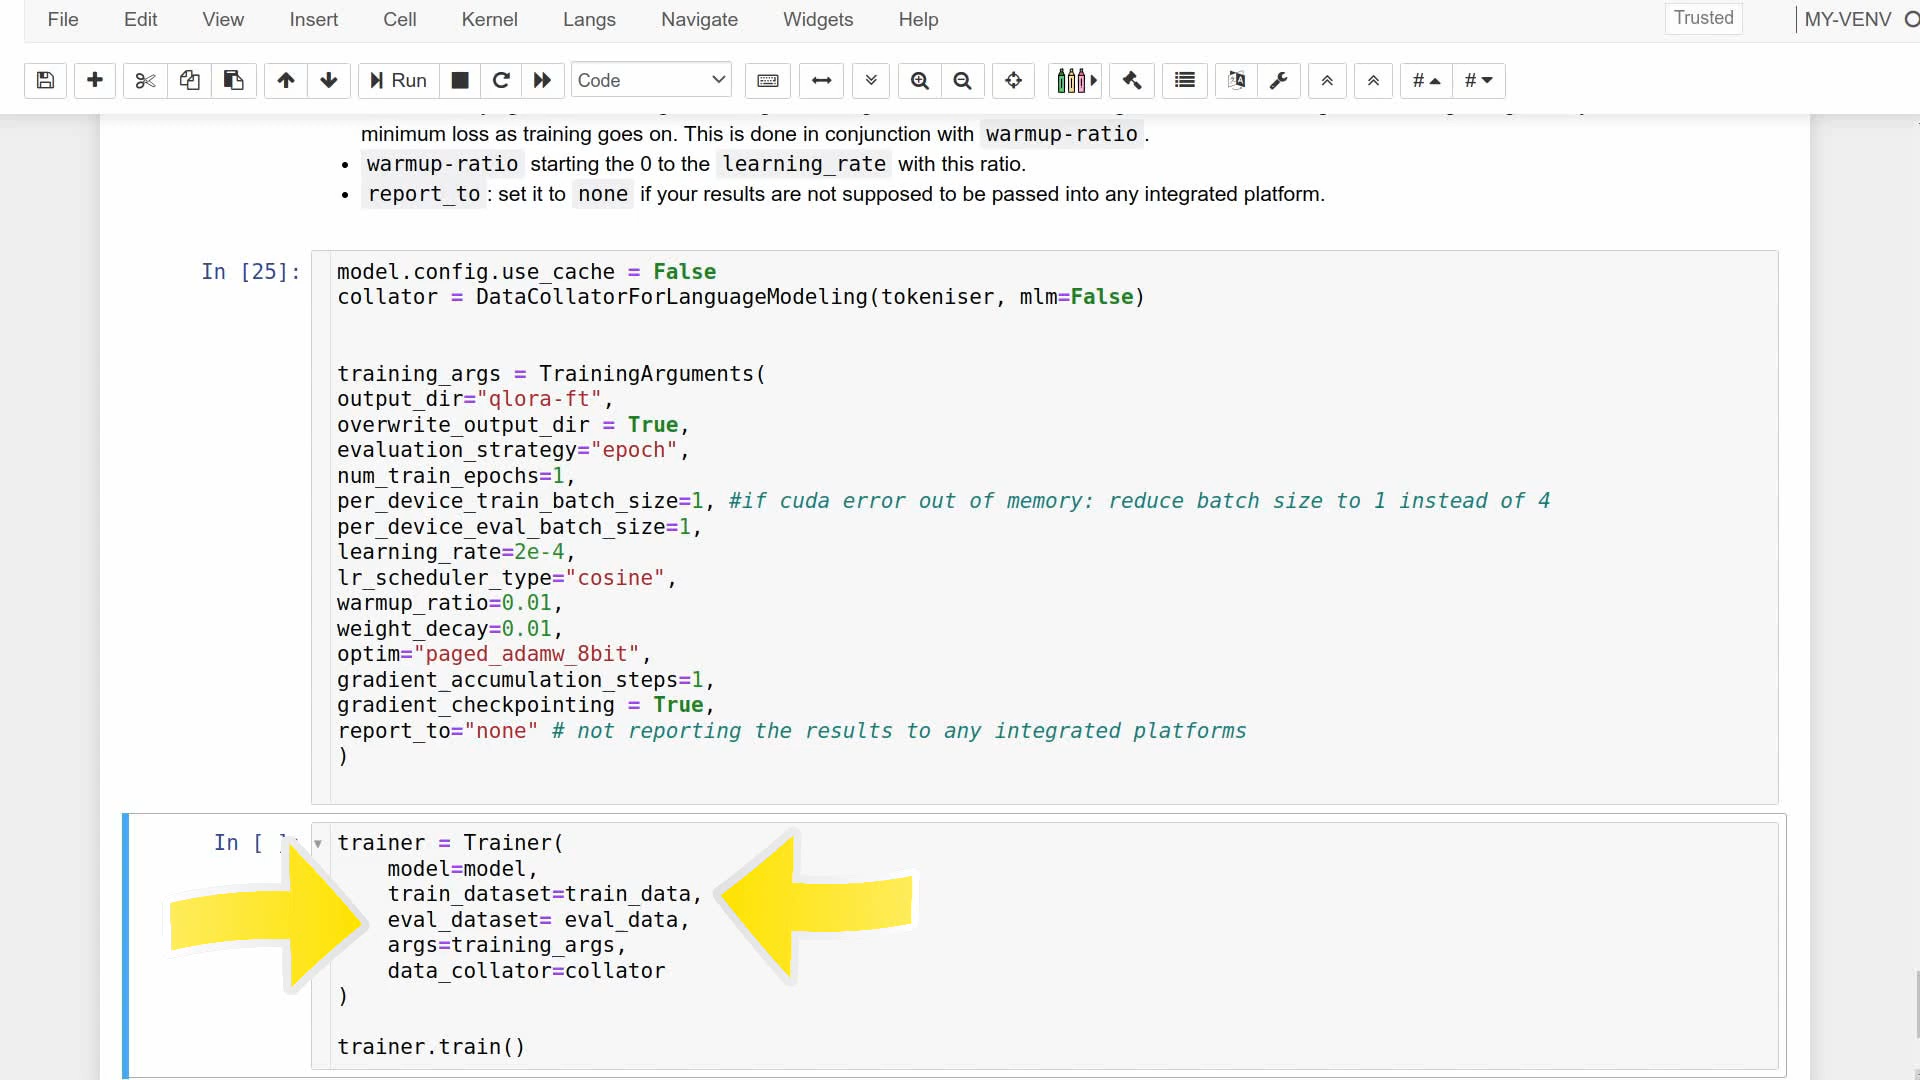 File Edit View Insert Cell Kernel Langs Navigate Widgets Help Trusted MY-VENV
Run Code # #
minimum loss as training goes on. This is done in conjunction with warmup-ratio .
• warmup-ratio starting the 0 to the learning_rate with this ratio.
• report_to : set it to none if your results are not supposed to be passed into any integrated platform.
In [25]:
model.config.use_cache = False
collator = DataCollatorForLanguageModeling(tokeniser, mlm=False)
training_args = TrainingArguments(
output_dir="qlora-ft",
overwrite_output_dir = True,
evaluation_strategy="epoch",
num_train_epochs=1,
per_device_train_batch_size=1, #if cuda error out of memory: reduce batch size to 1 instead of 4
per_device_eval_batch_size=1,
learning_rate=2e-4,
lr_scheduler_type="cosine",
warmup_ratio=0.01,
weight_decay=0.01,
optim="paged_adamw_8bit",
gradient_accumulation_steps=1,
gradient_checkpointing = True,
report_to="none" # not reporting the results to any integrated platforms
)
In [ ]:
trainer = Trainer(
model=model,
train_dataset=train_data,
eval_dataset= eval_data,
args=training_args,
data_collator=collator
)
trainer.train()